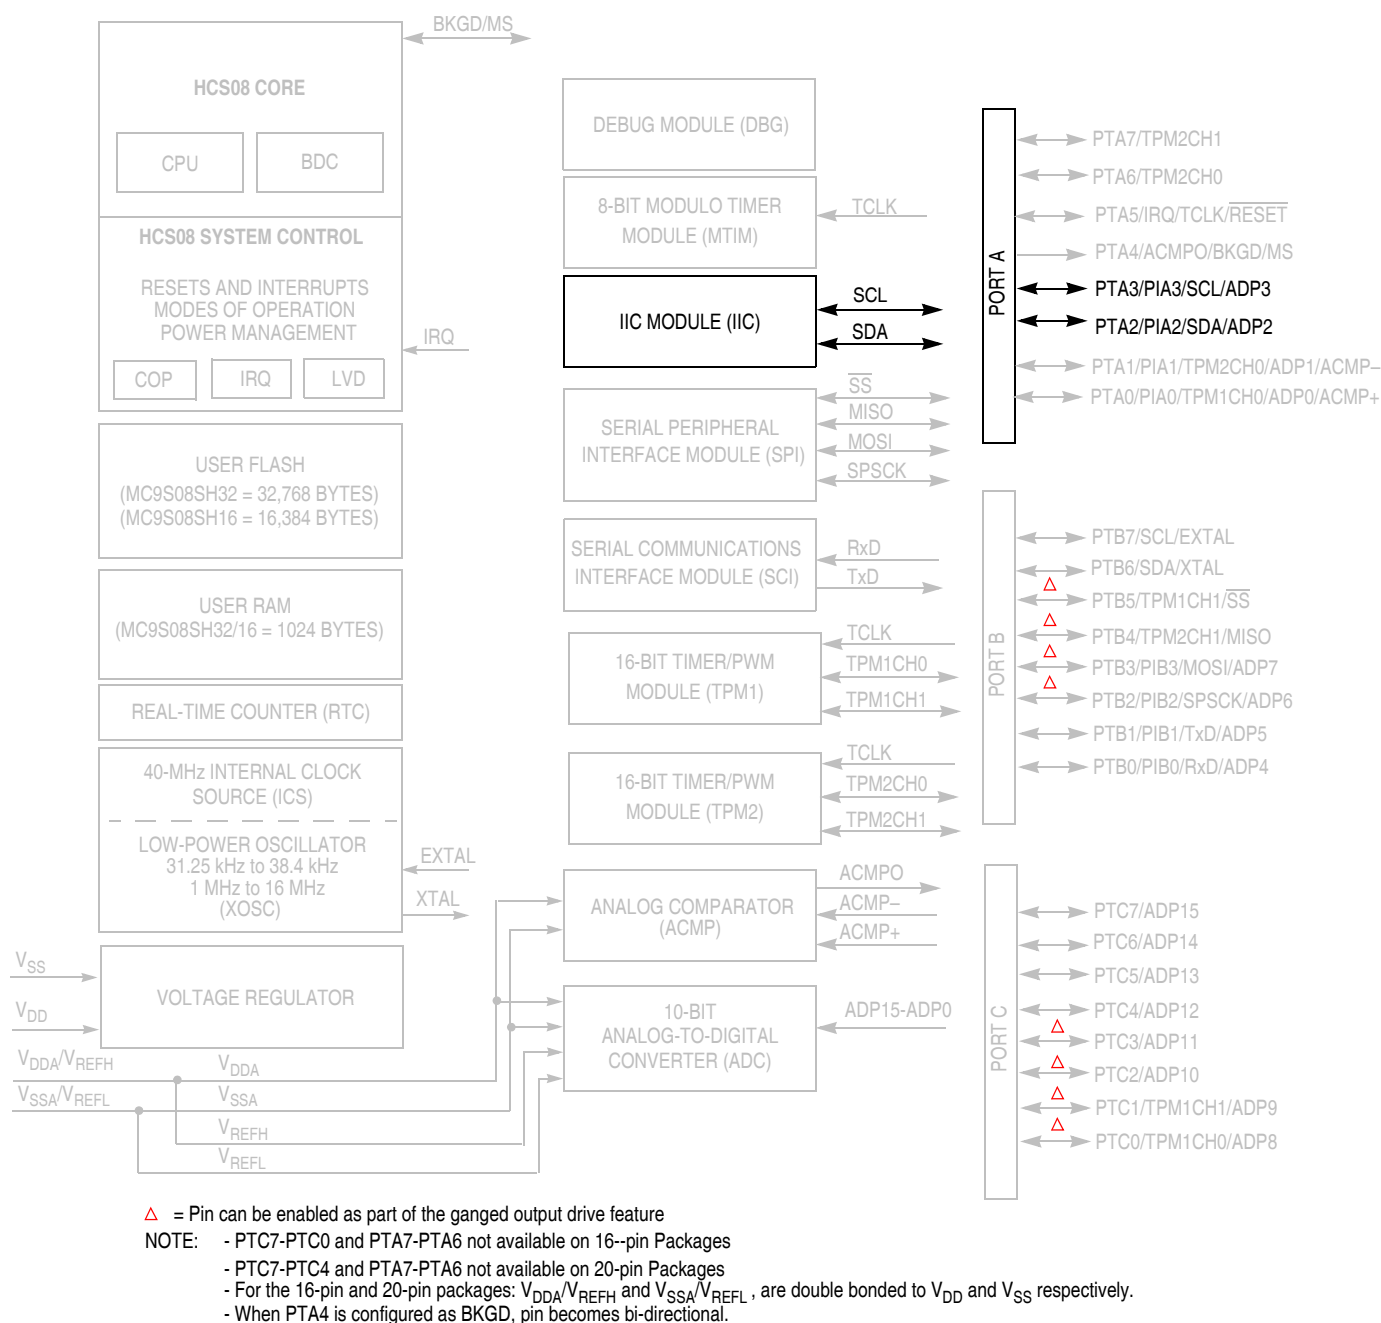 BKGD/MS
HCS08 CORE
CPU
BDC
HCS08 SYSTEM CONTROL
RESETS AND INTERRUPTS
MODES OF OPERATION
POWER MANAGEMENT
COP
IRQ
LVD
IRQ
USER FLASH
(MC9S08SH32 = 32,768 BYTES)
(MC9S08SH16 = 16,384 BYTES)
USER RAM
(MC9S08SH32/16 = 1024 BYTES)
REAL-TIME COUNTER (RTC)
40-MHz INTERNAL CLOCK
SOURCE (ICS)
LOW-POWER OSCILLATOR
31.25 kHz to 38.4 kHz
1 MHz to 16 MHz
(XOSC)
EXTAL
XTAL
VSS
VDD
VOLTAGE REGULATOR
VDDA/VREFH
VSSA/VREFL
VDDA
VSSA
VREFH
VREFL
DEBUG MODULE (DBG)
8-BIT MODULO TIMER
MODULE (MTIM)
TCLK
IIC MODULE (IIC)
SCL
SDA
SERIAL PERIPHERAL
INTERFACE MODULE (SPI)
SS
MISO
MOSI
SPSCK
SERIAL COMMUNICATIONS
INTERFACE MODULE (SCI)
RxD
TxD
16-BIT TIMER/PWM
MODULE (TPM1)
TCLK
TPM1CH0
TPM1CH1
16-BIT TIMER/PWM
MODULE (TPM2)
TCLK
TPM2CH0
TPM2CH1
ANALOG COMPARATOR
(ACMP)
ACMPO
ACMP–
ACMP+
10-BIT
ANALOG-TO-DIGITAL
CONVERTER (ADC)
ADP15-ADP0
PORT A
PTA7/TPM2CH1
PTA6/TPM2CH0
PTA5/IRQ/TCLK/RESET
PTA4/ACMPO/BKGD/MS
PTA3/PIA3/SCL/ADP3
PTA2/PIA2/SDA/ADP2
PTA1/PIA1/TPM2CH0/ADP1/ACMP–
PTA0/PIA0/TPM1CH0/ADP0/ACMP+
PORT B
PTB7/SCL/EXTAL
PTB6/SDA/XTAL
PTB5/TPM1CH1/SS
PTB4/TPM2CH1/MISO
PTB3/PIB3/MOSI/ADP7
PTB2/PIB2/SPSCK/ADP6
PTB1/PIB1/TxD/ADP5
PTB0/PIB0/RxD/ADP4
PORT C
PTC7/ADP15
PTC6/ADP14
PTC5/ADP13
PTC4/ADP12
PTC3/ADP11
PTC2/ADP10
PTC1/TPM1CH1/ADP9
PTC0/TPM1CH0/ADP8
Δ = Pin can be enabled as part of the ganged output drive feature
NOTE: - PTC7-PTC0 and PTA7-PTA6 not available on 16--pin Packages
- PTC7-PTC4 and PTA7-PTA6 not available on 20-pin Packages
- For the 16-pin and 20-pin packages: VDDA/VREFH and VSSA/VREFL , are double bonded to VDD and VSS respectively.
- When PTA4 is configured as BKGD, pin becomes bi-directional.